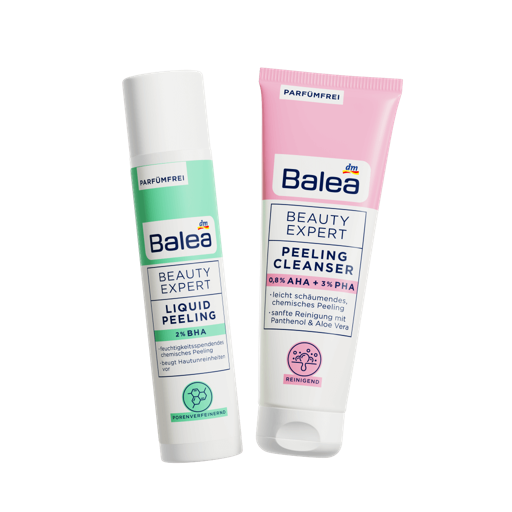 PARFÜMFREI
dm
Balea
BEAUTY
EXPERT
LIQUID
PEELING
2% BHA
·feuchtigkeitsspendendes
chemisches Peeling
·beugt Hautunreinheiten
vor
PORENVERFEINERND
PARFÜMFREI
dm
Balea
BEAUTY
EXPERT
PEELING
CLEANSER
0,8% AHA + 3% PHA
·leicht schäumendes,
chemisches Peeling
·sanfte Reinigung mit
Panthenol & Aloe Vera
REINIGEND